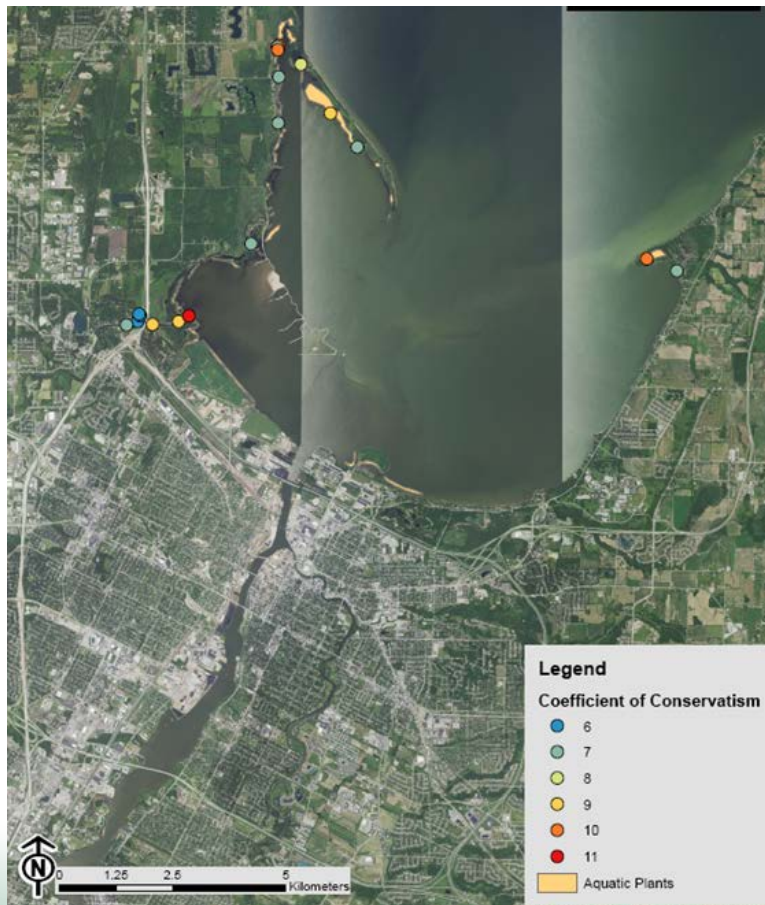 Legend
Coefficient of Conservatism
6
7
8
9
10
11
Aquatic Plants
N
0 1.25 2.5 5
Kilometers